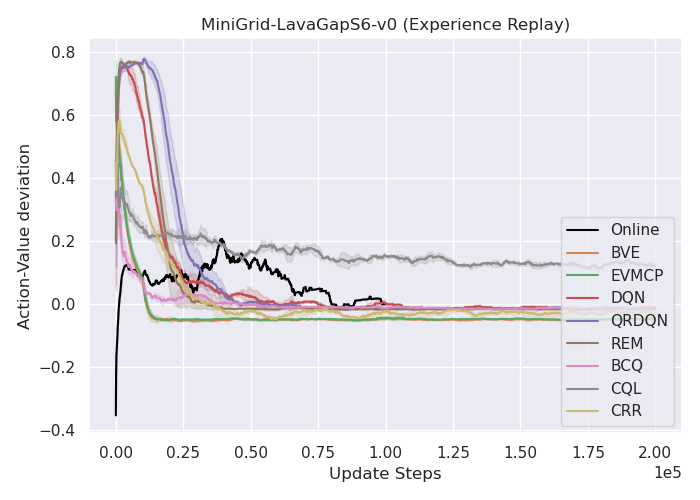 MiniGrid-LavaGapS6-v0 (Experience Replay)
Action-Value deviation
0.8
0.6
0.4
0.2
0.0
−0.2
−0.4
Online
BVE
EVMCP
DQN
QRDQN
REM
BCQ
CQL
CRR
0.00 0.25 0.50 0.75 1.00 1.25 1.50 1.75 2.00
1e5
Update Steps